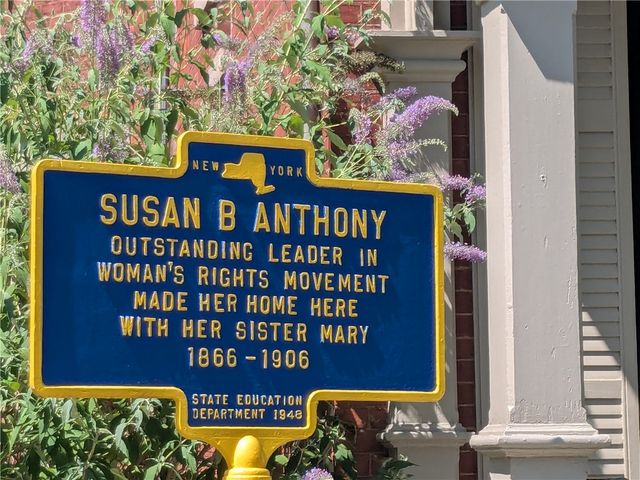 NEW YORK
SUSAN B ANTHONY
OUTSTANDING LEADER IN
WOMAN'S RIGHTS MOVEMENT
MADE HER HOME HERE
WITH HER SISTER MARY
1866 - 1906
STATE EDUCATION
DEPARTMENT 1948